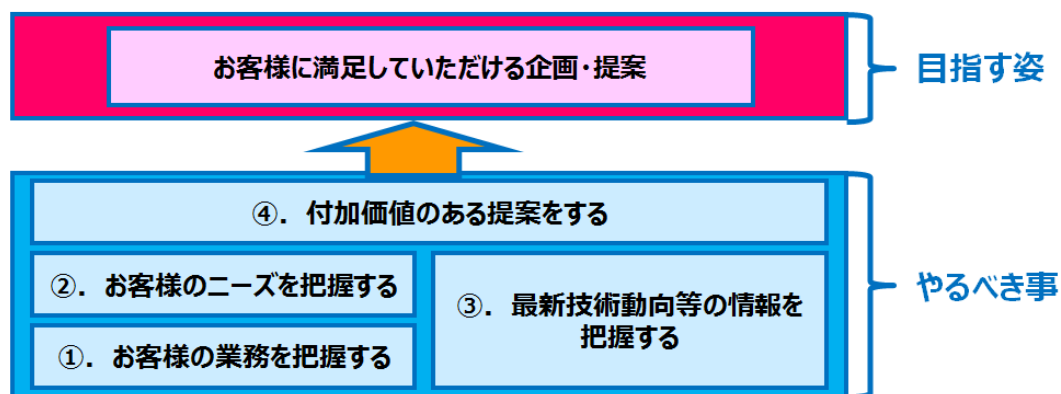 お客様に満足していただける企画・提案
目指す姿
④．付加価値のある提案をする
②．お客様のニーズを把握する
①．お客様の業務を把握する
③．最新技術動向等の情報を
把握する
やるべき事